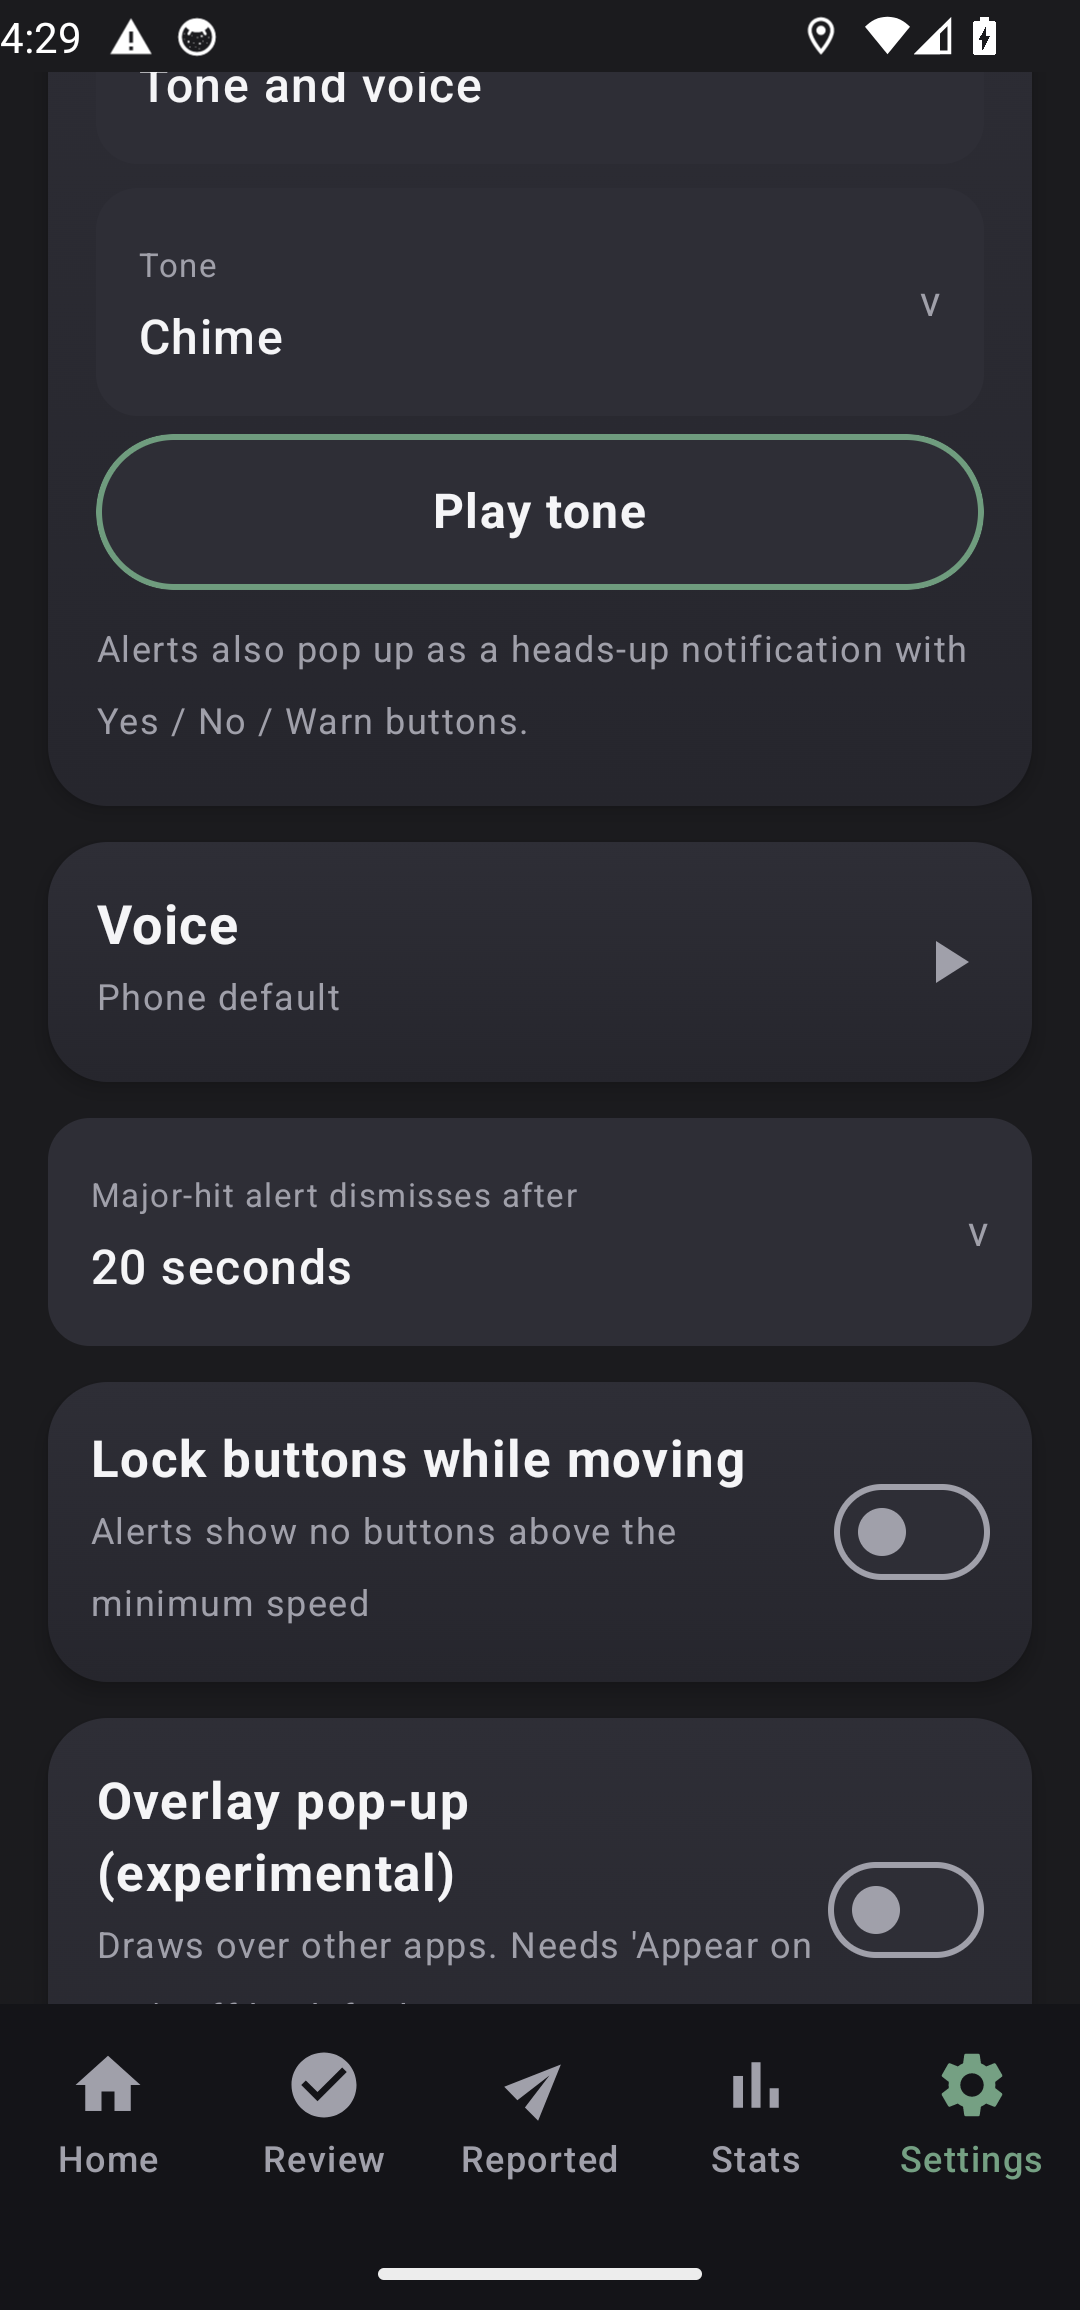 4:29
Tone and voice
Tone
Chime
v
Play tone
Alerts also pop up as a heads-up notification with
Yes / No / Warn buttons.
Voice
Phone default
Major-hit alert dismisses after
20 seconds
v
Lock buttons while moving
Alerts show no buttons above the
minimum speed
Overlay pop-up
(experimental)
Draws over other apps. Needs 'Appear on
Home
Review
Reported
Stats
Settings